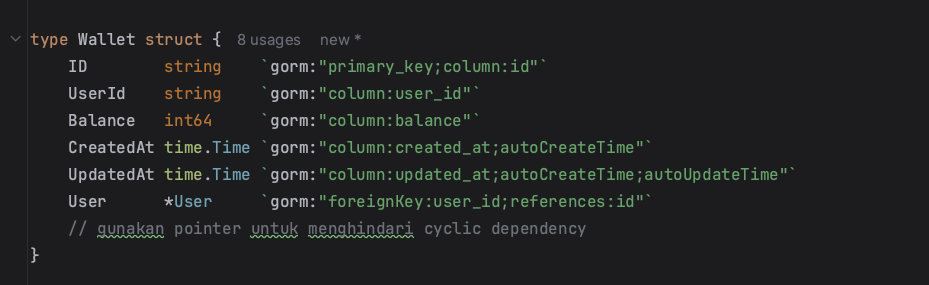 type Wallet struct { 8 usages new *
ID string `gorm:"primary_key;column:id"`
UserId string `gorm:"column:user_id"`
Balance int64 `gorm:"column:balance"`
CreatedAt time.Time `gorm:"column:created_at;autoCreateTime"`
UpdatedAt time.Time `gorm:"column:updated_at;autoCreateTime;autoUpdateTime"`
User *User `gorm:"foreignKey:user_id;references:id"`
// gunakan pointer untuk menghindari cyclic dependency
}